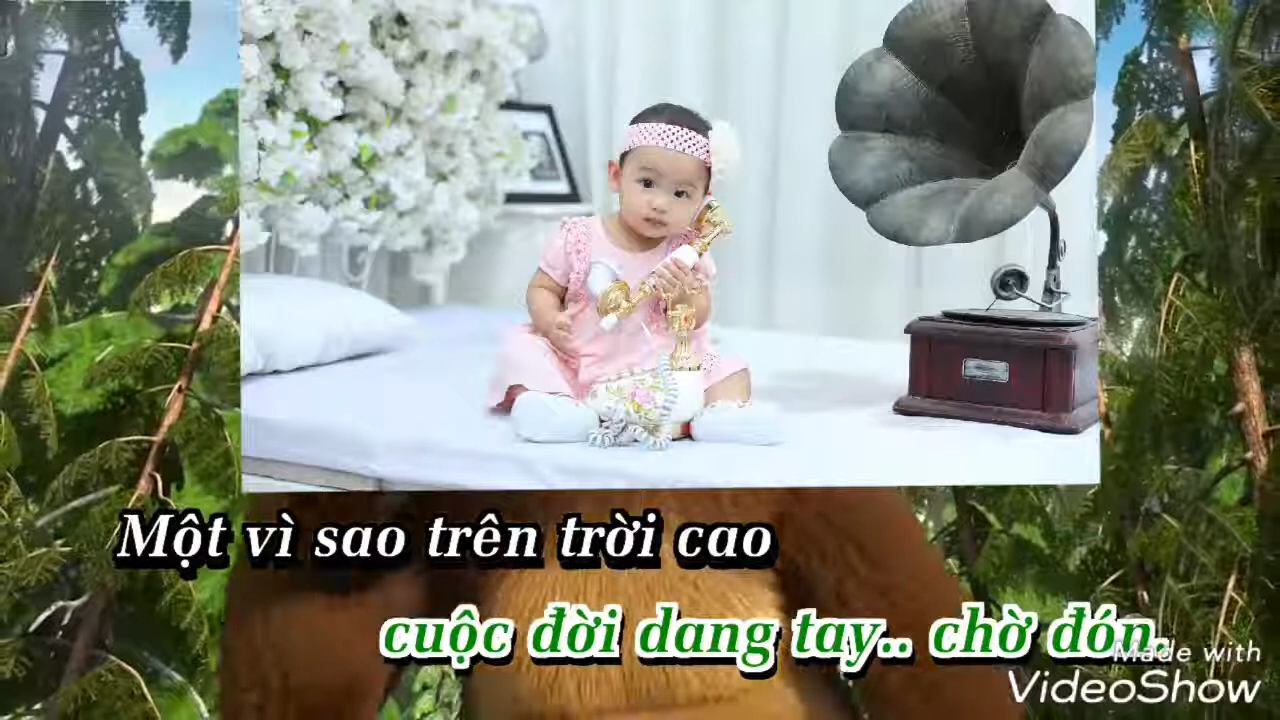 Một vì sao trên trời cao
cuộc đời dang tay.. chờ đón.
Made with
VideoShow